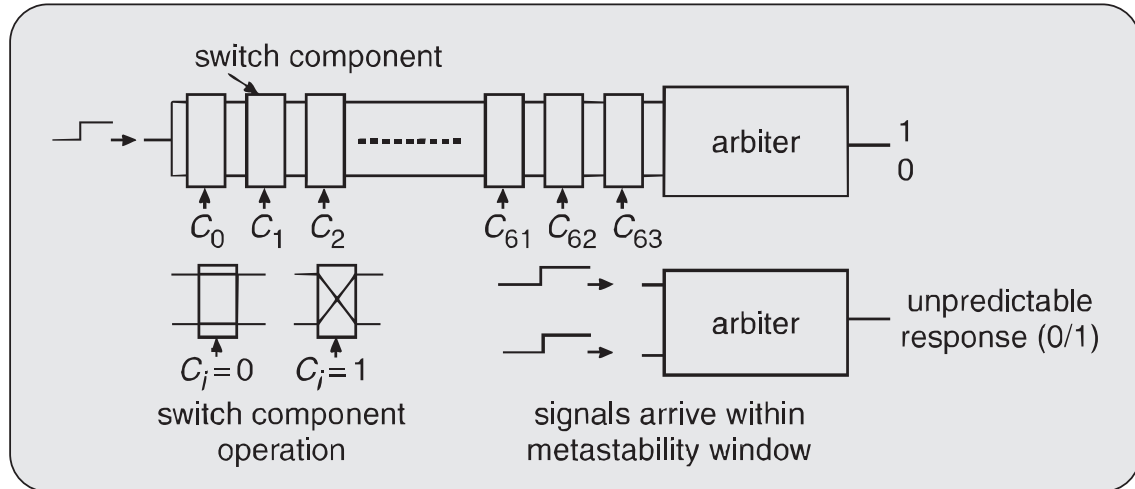 switch component
arbiter
1
0
C0 C1 C2 C61 C62 C63
Ci=0 Ci=1
switch component
operation
arbiter
unpredictable
response (0/1)
signals arrive within
metastability window